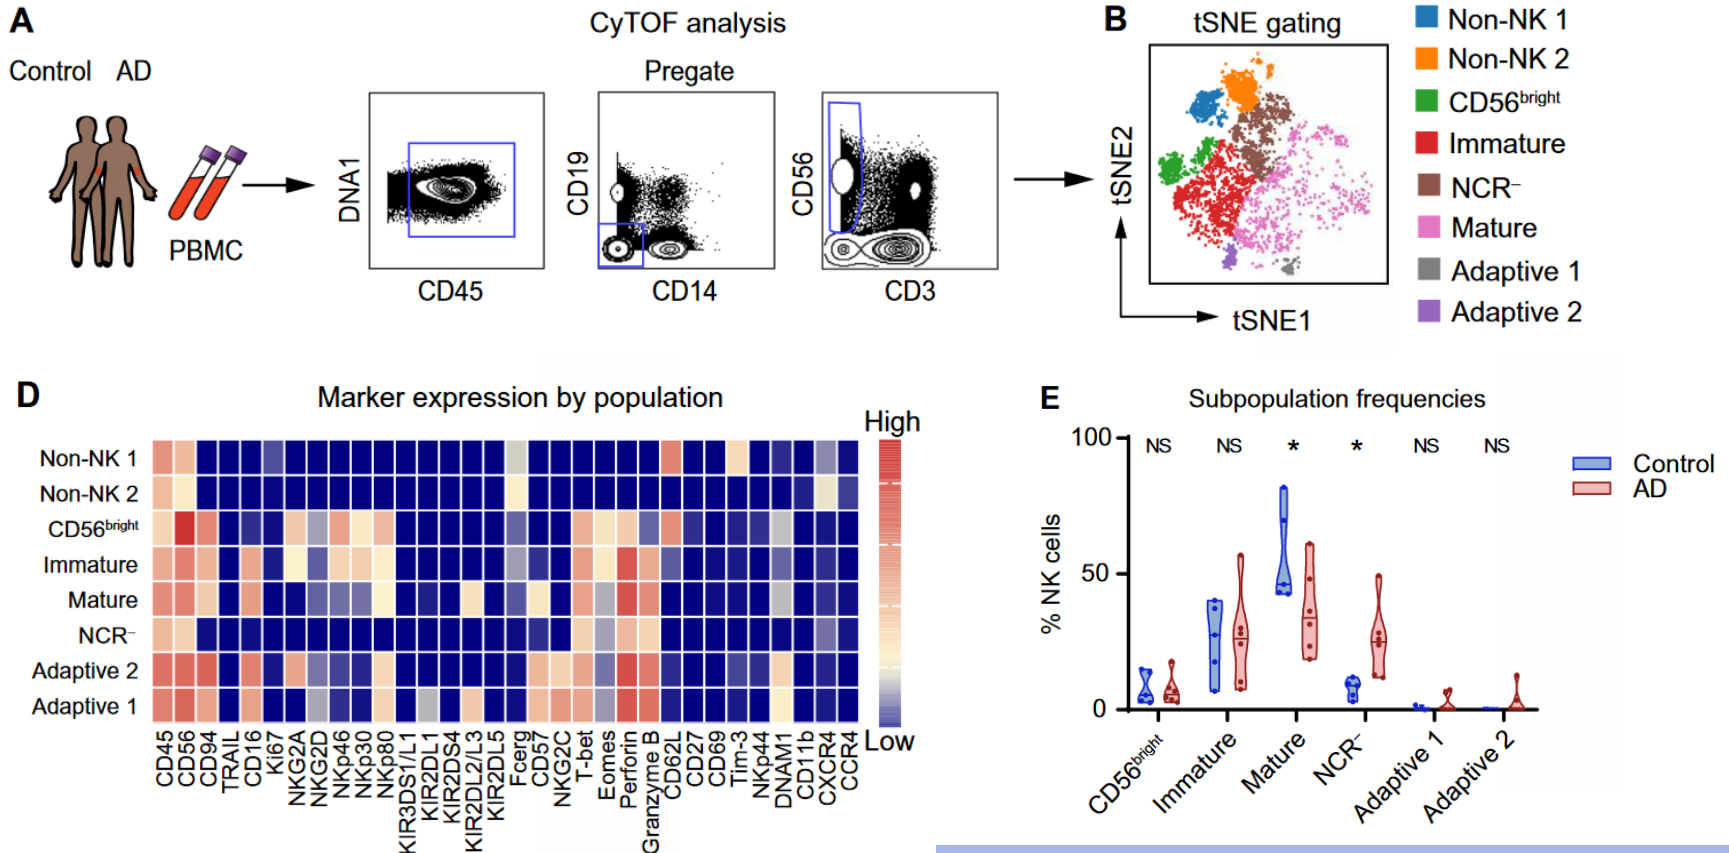 A
CyTOF analysis
Control AD
Pregate
PBMC
DNA1
CD45
CD19
CD14
CD56
CD3
B
tSNE gating
tSNE2
tSNE1
Non-NK 1
Non-NK 2
CD56bright
Immature
NCR–
Mature
Adaptive 1
Adaptive 2
D
Marker expression by population
High
Low
Non-NK 1
Non-NK 2
CD56bright
Immature
Mature
NCR–
Adaptive 2
Adaptive 1
CD45
CD56
CD94
TRAIL
CD16
Ki67
NKG2A
NKG2D
NKp46
NKp30
NKp80
KIR3DS1/L1
KIR2DL1
KIR2DS4
KIR2DL2/L3
KIR2DL5
Fcerg
CD57
NKG2C
T-bet
Eomes
Perforin
Granzyme B
CD62L
CD27
CD69
Tim-3
NKp44
DNAM1
CD11b
CXCR4
CCR4
E
Subpopulation frequencies
% NK cells
100
50
0
NS NS * * NS NS
Control
AD
CD56bright
Immature
Mature
NCR–
Adaptive 1
Adaptive 2